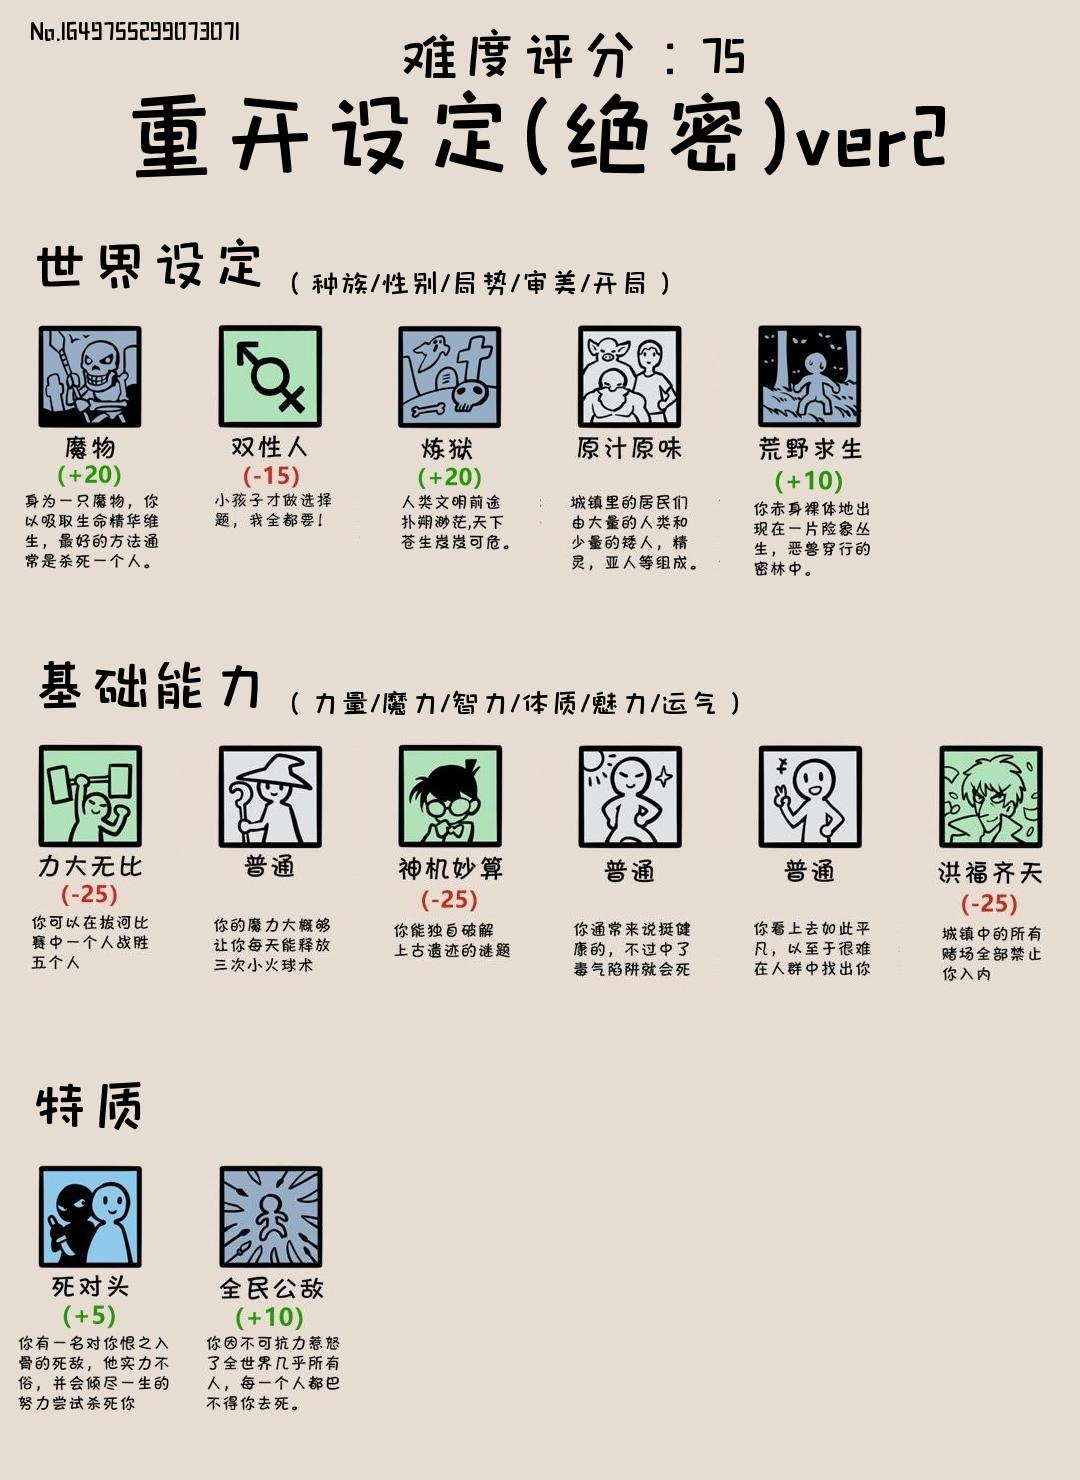 No.1649755299073071
难度评分：75
重开设定(绝密)ver2
世界设定
（种族/性别/局势/审美/开局）
魔物
(+20)
身为一只魔物，你
以吸取生命精华维
生，最好的方法通
常是杀死一个人。
双性人
(-15)
小孩子才做选择
题，我全都要!
炼狱
(+20)
人类文明前途
扑朔渺茫,天下
苍生岌岌可危。
原汁原味
城镇里的居民们
由大量的人类和
少量的矮人，精
灵，亚人等组成。
荒野求生
(+10)
你赤身裸体地出
现在一片险象丛
生，恶兽穿行的
密林中。
基础能力
（力量/魔力/智力/体质/魅力/运气）
力大无比
(-25)
你可以在拔河比
赛中一个人战胜
五个人
普通
你的魔力大概够
让你每天能释放
三次小火球术
神机妙算
(-25)
你能独自破解
上古遗迹的谜题
普通
你通常来说挺健
康的，不过中了
毒气陷阱就会死
普通
你看上去如此平
凡，以至于很难
在人群中找出你
洪福齐天
(-25)
城镇中的所有
赌场全部禁止
你入内
特质
死对头
(+5)
你有一名对你恨之入
骨的死敌，他实力不
俗，并会倾尽一生的
努力尝试杀死你
全民公敌
(+10)
你因不可抗力惹怒
了全世界几乎所有
人，每一个人都巴
不得你去死。